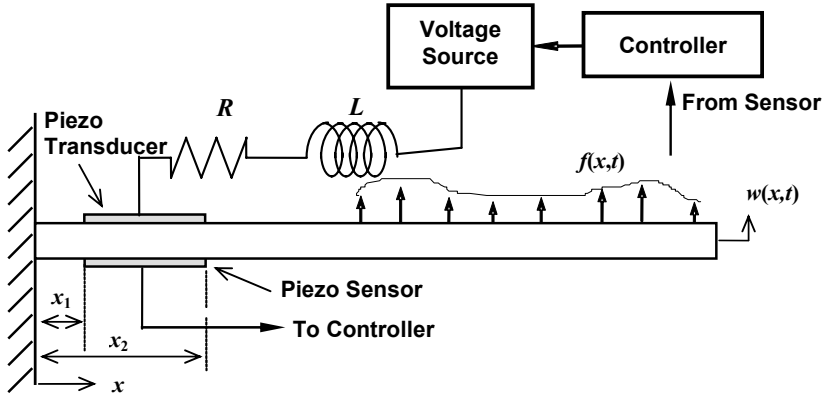 Voltage
Source
Controller
From Sensor
Piezo
Transducer
R
L
f(x,t)
w(x,t)
x₁
x₂
Piezo Sensor
To Controller
x